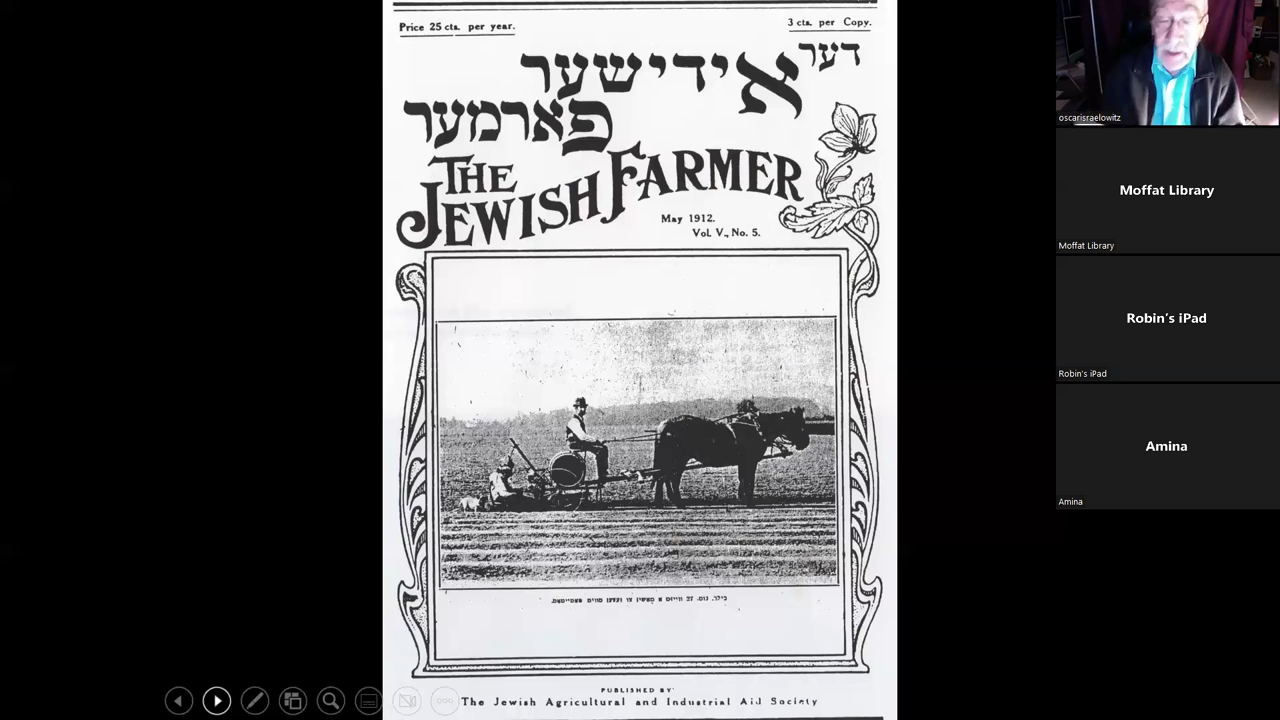 Price 25 cts. per year.
3 cts. per Copy.
דער אידישער
פארמער
THE
JEWISH FARMER
May 1912.
Vol. V., No. 5.
PUBLISHED BY
The Jewish Agricultural and Industrial Aid Society
oscarisraelowitz
Moffat Library
Moffat Library
Robin's iPad
Robin's iPad
Amina
Amina